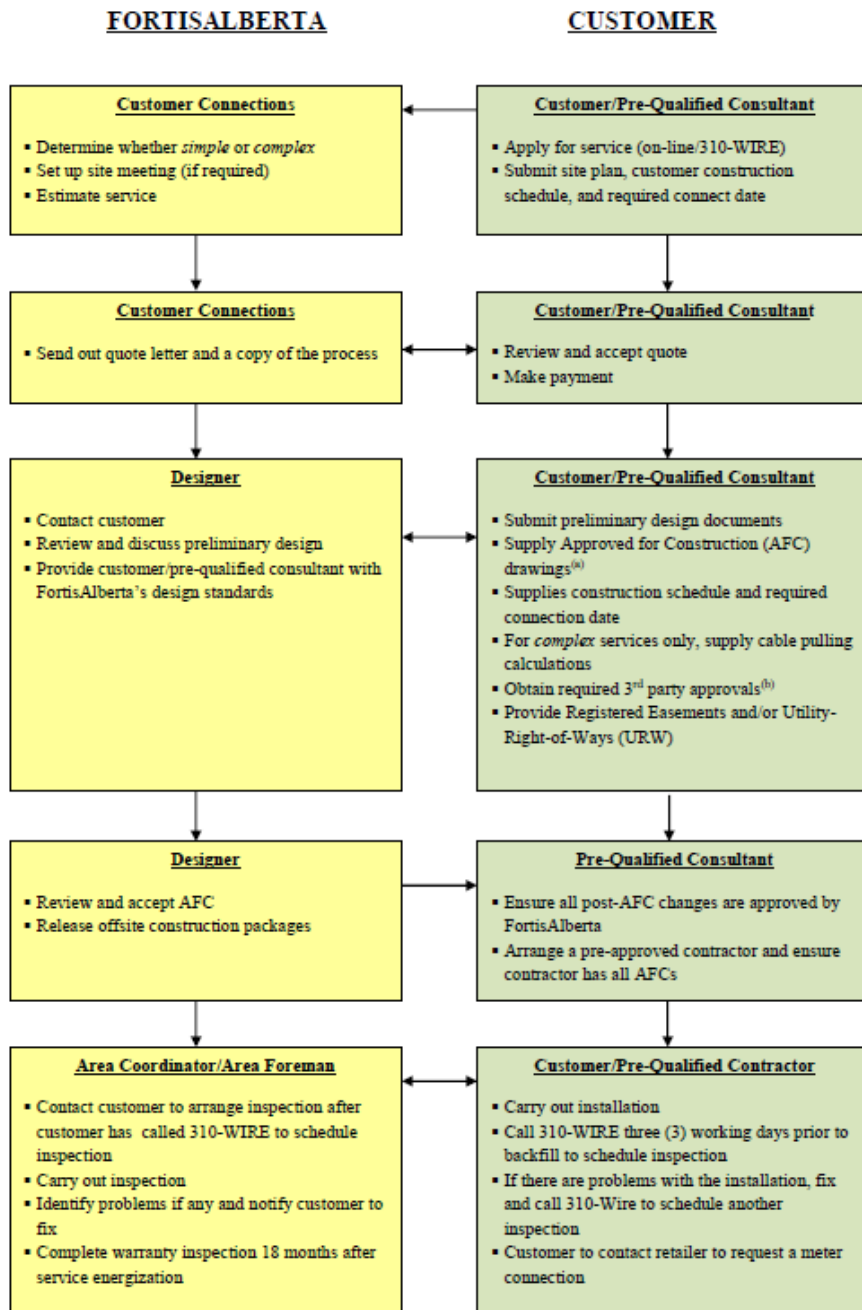 FORTISALBERTA
CUSTOMER
Customer Connections
▪ Determine whether simple or complex
▪ Set up site meeting (if required)
▪ Estimate service
Customer/Pre-Qualified Consultant
▪ Apply for service (on-line/310-WIRE)
▪ Submit site plan, customer construction
schedule, and required connect date
Customer Connections
▪ Send out quote letter and a copy of the process
Customer/Pre-Qualified Consultant
▪ Review and accept quote
▪ Make payment
Designer
▪ Contact customer
▪ Review and discuss preliminary design
▪ Provide customer/pre-qualified consultant with
FortisAlberta's design standards
Customer/Pre-Qualified Consultant
▪ Submit preliminary design documents
▪ Supply Approved for Construction (AFC)
drawings(a)
▪ Supplies construction schedule and required
connection date
▪ For complex services only, supply cable pulling
calculations
▪ Obtain required 3rd party approvals(b)
▪ Provide Registered Easements and/or Utility-
Right-of-Ways (URW)
Designer
▪ Review and accept AFC
▪ Release offsite construction packages
Pre-Qualified Consultant
▪ Ensure all post-AFC changes are approved by
FortisAlberta
▪ Arrange a pre-approved contractor and ensure
contractor has all AFCs
Area Coordinator/Area Foreman
▪ Contact customer to arrange inspection after
customer has called 310-WIRE to schedule
inspection
▪ Carry out inspection
▪ Identify problems if any and notify customer to
fix
▪ Complete warranty inspection 18 months after
service energization
Customer/Pre-Qualified Contractor
▪ Carry out installation
▪ Call 310-WIRE three (3) working days prior to
backfill to schedule inspection
▪ If there are problems with the installation, fix
and call 310-Wire to schedule another
inspection
▪ Customer to contact retailer to request a meter
connection